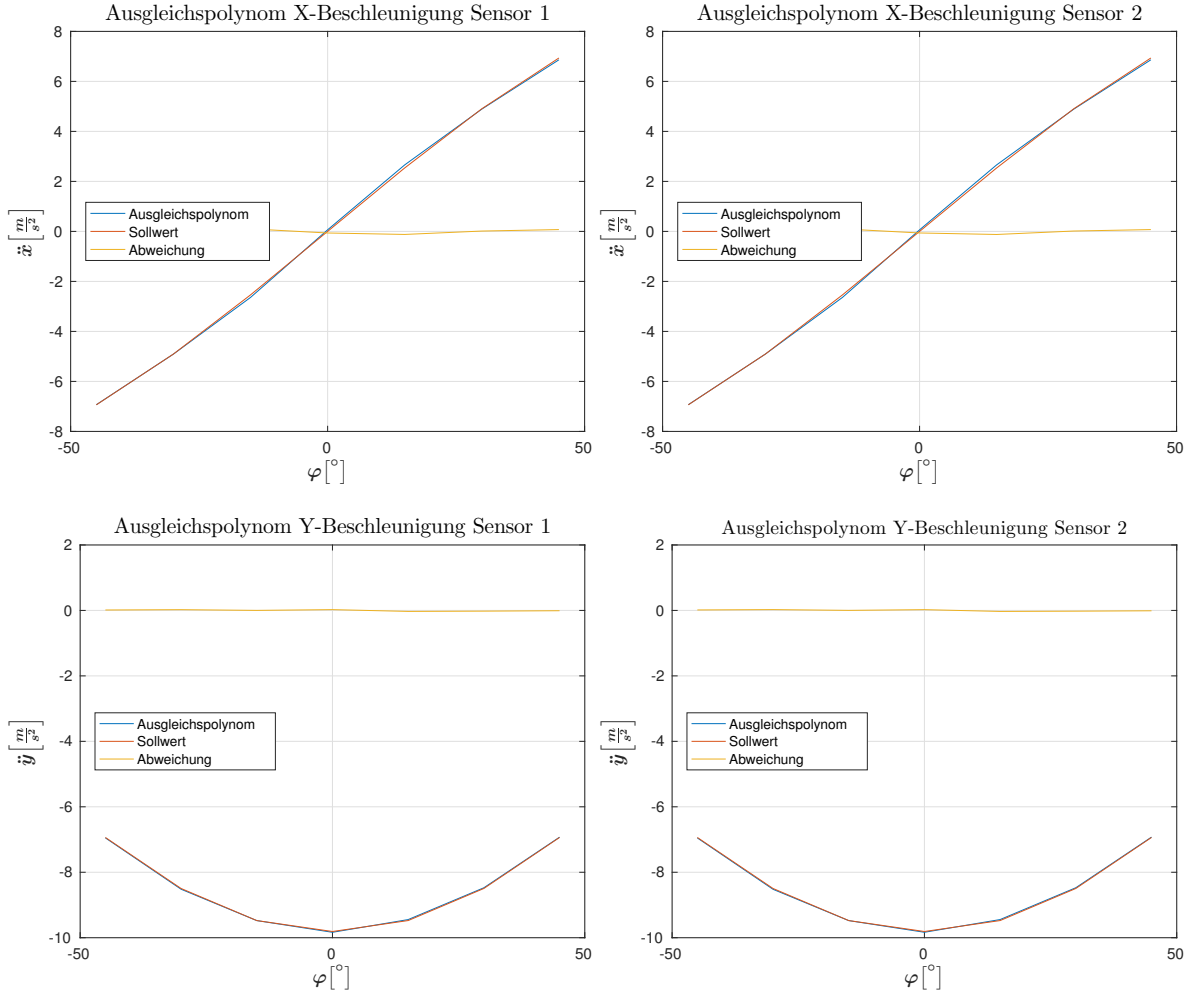 Ausgleichspolynom X-Beschleunigung Sensor 1
8
6
4
2
0
-2
-4
-6
-8
ẍ[m/s²]
Ausgleichspolynom
Sollwert
Abweichung
-50
0
50
φ[°]
Ausgleichspolynom X-Beschleunigung Sensor 2
8
6
4
2
0
-2
-4
-6
-8
ẍ[m/s²]
Ausgleichspolynom
Sollwert
Abweichung
-50
0
50
φ[°]
Ausgleichspolynom Y-Beschleunigung Sensor 1
2
0
-2
-4
-6
-8
-10
ÿ[m/s²]
Ausgleichspolynom
Sollwert
Abweichung
-50
0
50
φ[°]
Ausgleichspolynom Y-Beschleunigung Sensor 2
2
0
-2
-4
-6
-8
-10
ÿ[m/s²]
Ausgleichspolynom
Sollwert
Abweichung
-50
0
50
φ[°]